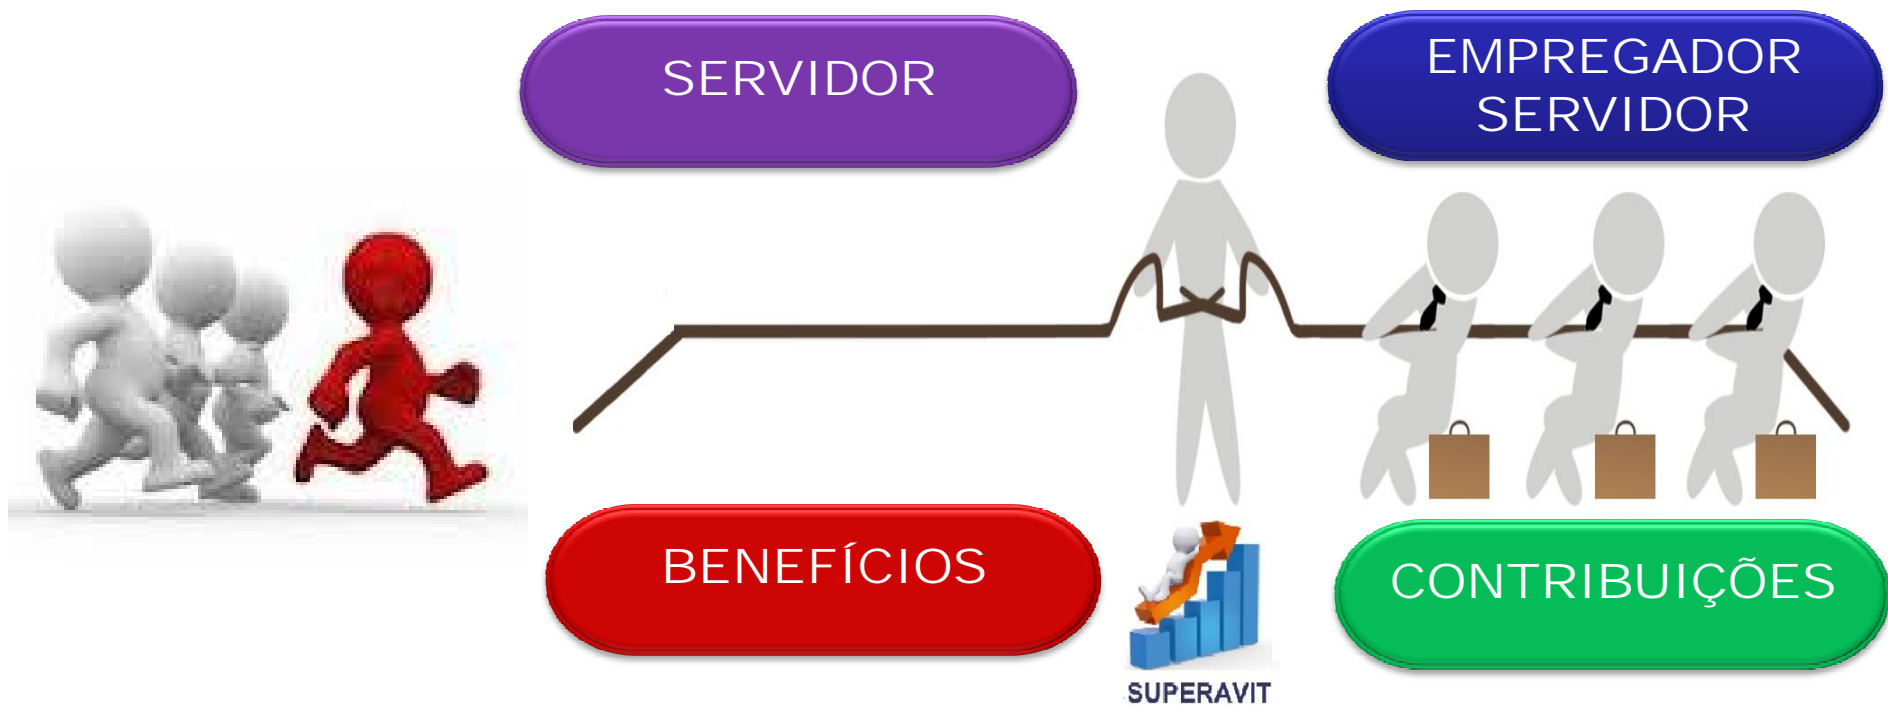 SERVIDOR
EMPREGADOR
SERVIDOR
BENEFÍCIOS
CONTRIBUIÇÕES
SUPERAVIT